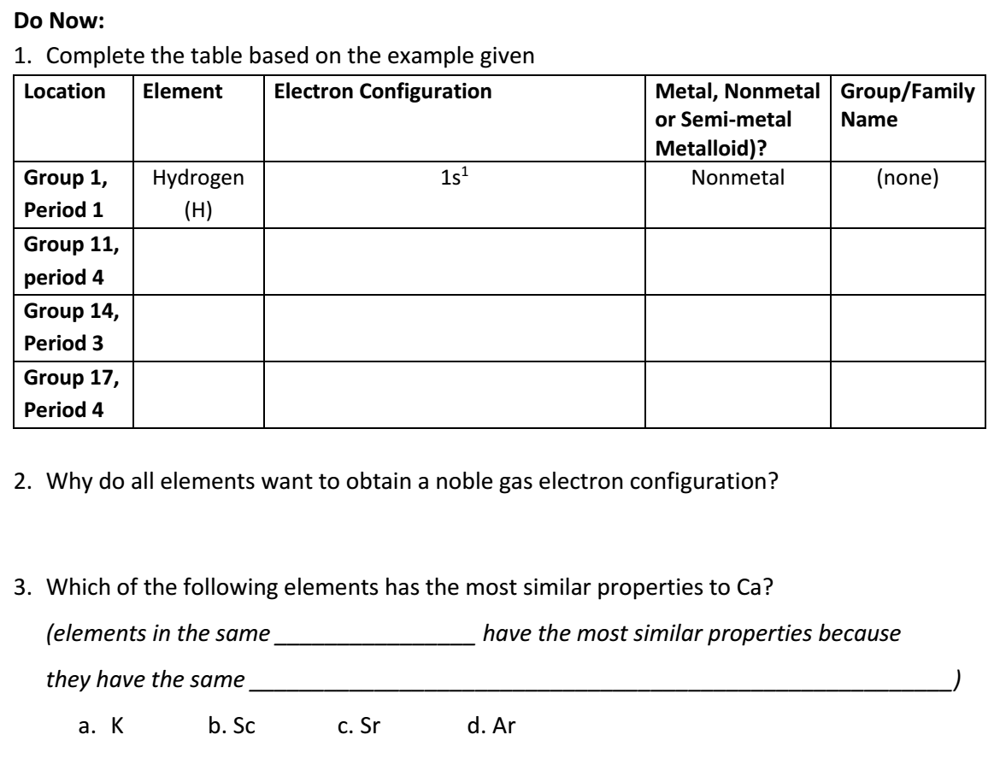 Do Now:
1. Complete the table based on the example given
Location Element Electron Configuration Metal, Nonmetal or Semi-metal Metalloid)? Group/Family Name
Group 1, Period 1 Hydrogen (H) 1s¹ Nonmetal (none)
Group 11, period 4
Group 14, Period 3
Group 17, Period 4
2. Why do all elements want to obtain a noble gas electron configuration?
3. Which of the following elements has the most similar properties to Ca?
(elements in the same ________________ have the most similar properties because
they have the same ________________________________________________________)
a. K b. Sc c. Sr d. Ar